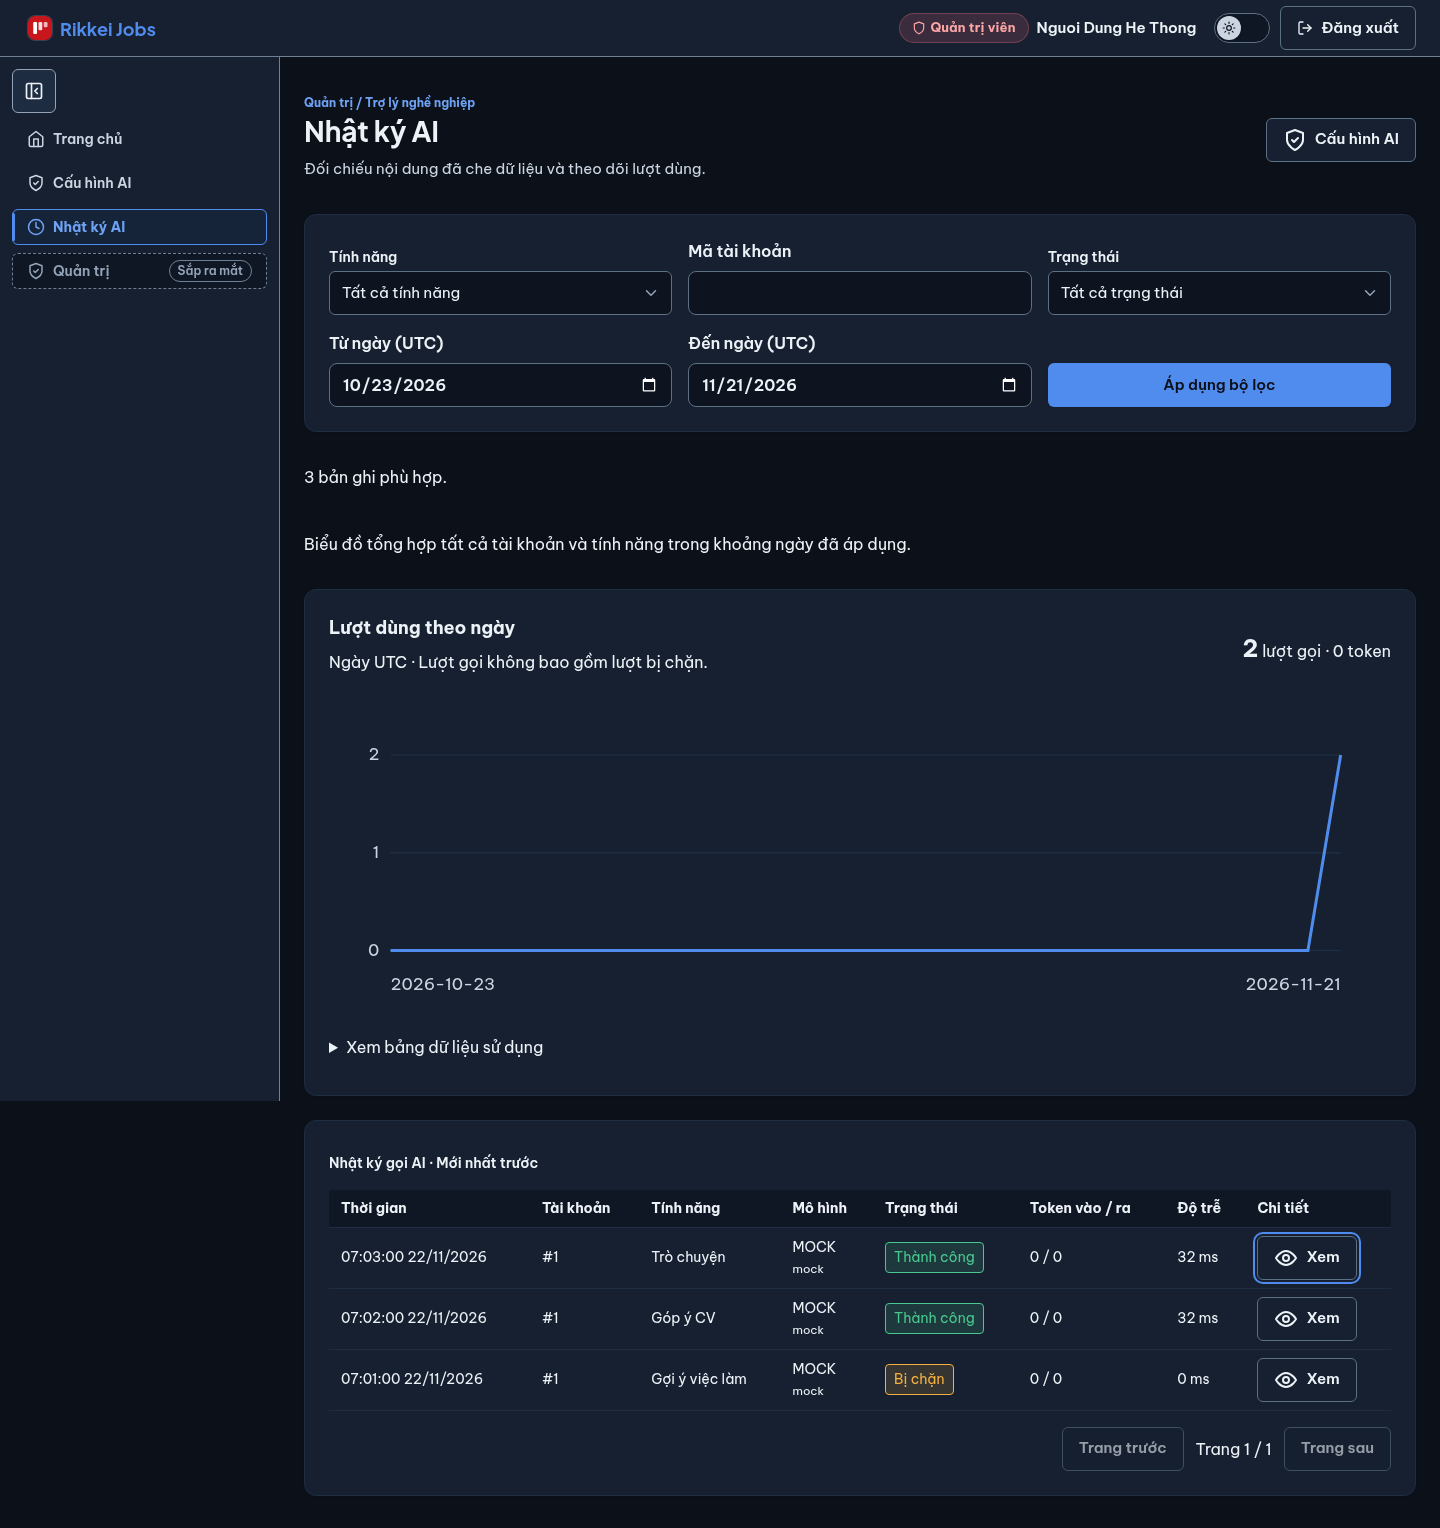 Rikkei Jobs
Quản trị viên
Nguoi Dung He Thong
Đăng xuất
Trang chủ
Cấu hình AI
Nhật ký AI
Quản trị
Sắp ra mắt
Quản trị / Trợ lý nghề nghiệp
Nhật ký AI
Đối chiếu nội dung đã che dữ liệu và theo dõi lượt dùng.
Cấu hình AI
Tính năng
Tất cả tính năng
Mã tài khoản
Trạng thái
Tất cả trạng thái
Từ ngày (UTC)
10/23/2026
Đến ngày (UTC)
11/21/2026
Áp dụng bộ lọc
3 bản ghi phù hợp.
Biểu đồ tổng hợp tất cả tài khoản và tính năng trong khoảng ngày đã áp dụng.
Lượt dùng theo ngày
Ngày UTC · Lượt gọi không bao gồm lượt bị chặn.
2 lượt gọi · 0 token
2
1
0
2026-10-23
2026-11-21
Xem bảng dữ liệu sử dụng
Nhật ký gọi AI · Mới nhất trước
Thời gian Tài khoản Tính năng Mô hình Trạng thái Token vào / ra Độ trễ Chi tiết
07:03:00 22/11/2026 #1 Trò chuyện MOCK mock Thành công 0 / 0 32 ms Xem
07:02:00 22/11/2026 #1 Góp ý CV MOCK mock Thành công 0 / 0 32 ms Xem
07:01:00 22/11/2026 #1 Gợi ý việc làm MOCK mock Bị chặn 0 / 0 0 ms Xem
Trang trước
Trang 1 / 1
Trang sau